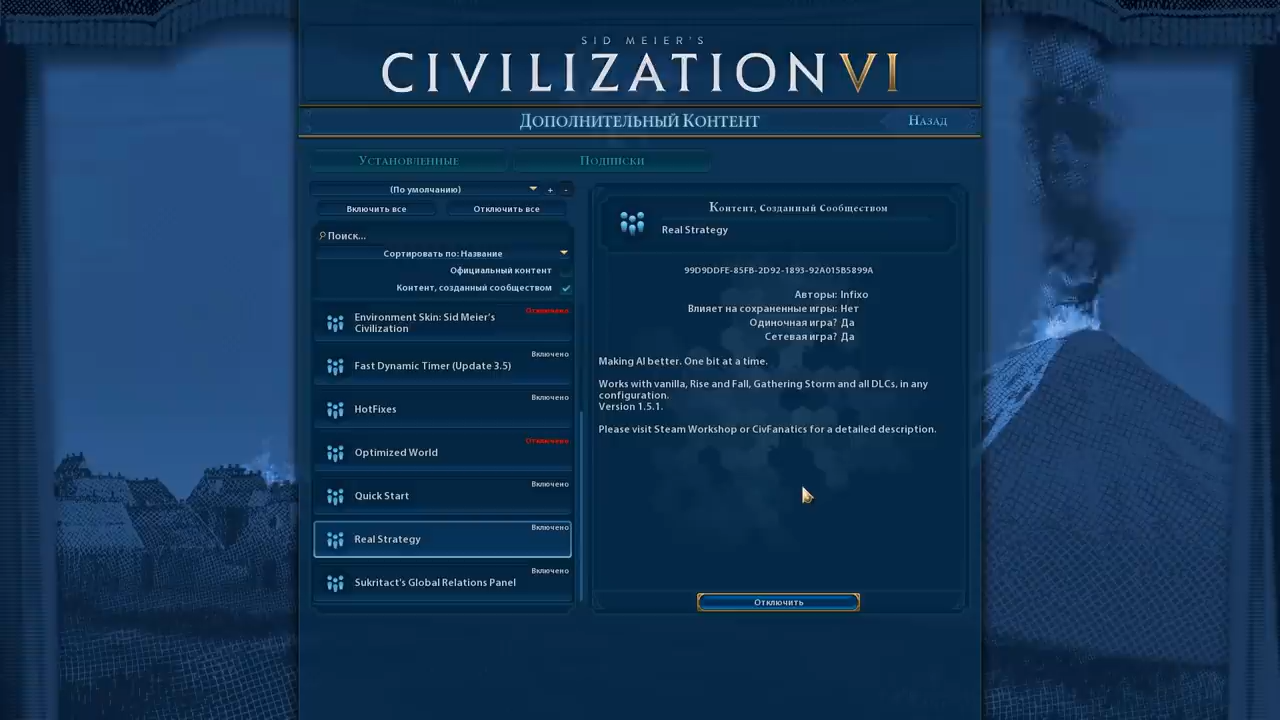 SID MEIER'S
CIVILIZATION VI
Дополнительный Контент
Назад
Установленные
Подписки
(По умолчанию)
+
-
Включить все
Отключить все
Поиск...
Сортировать по: Название
Официальный контент
Контент, созданный сообществом
Отключено
Environment Skin: Sid Meier's
Civilization
Включено
Fast Dynamic Timer (Update 3.5)
Включено
HotFixes
Отключено
Optimized World
Включено
Quick Start
Включено
Real Strategy
Включено
Sukritact's Global Relations Panel
Контент, Созданный Сообществом
Real Strategy
99D9DDFE-85FB-2D92-1893-92A015B5899A
Авторы: Infixo
Влияет на сохраненные игры: Нет
Одиночная игра? Да
Сетевая игра? Да
Making AI better. One bit at a time.
Works with vanilla, Rise and Fall, Gathering Storm and all DLCs, in any
configuration.
Version 1.5.1.
Please visit Steam Workshop or CivFanatics for a detailed description.
Отключить